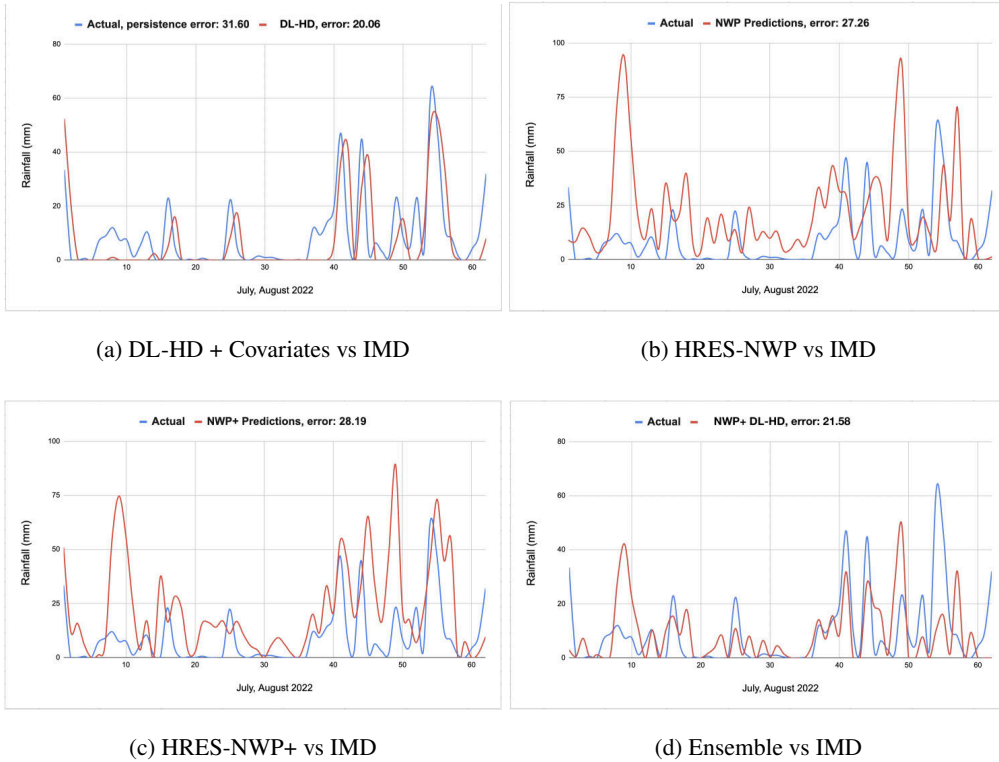 Actual, persistence error: 31.60 DL-HD, error: 20.06
80
60
40
20
0
Rainfall (mm)
10 20 30 40 50 60
July, August 2022
(a) DL-HD + Covariates vs IMD
Actual NWP Predictions, error: 27.26
100
75
50
25
0
Rainfall (mm)
10 20 30 40 50 60
July, August 2022
(b) HRES-NWP vs IMD
Actual NWP+ Predictions, error: 28.19
100
75
50
25
0
Rainfall (mm)
10 20 30 40 50 60
July, August 2022
(c) HRES-NWP+ vs IMD
Actual NWP+ DL-HD, error: 21.58
80
60
40
20
0
Rainfall (mm)
10 20 30 40 50 60
July, August 2022
(d) Ensemble vs IMD